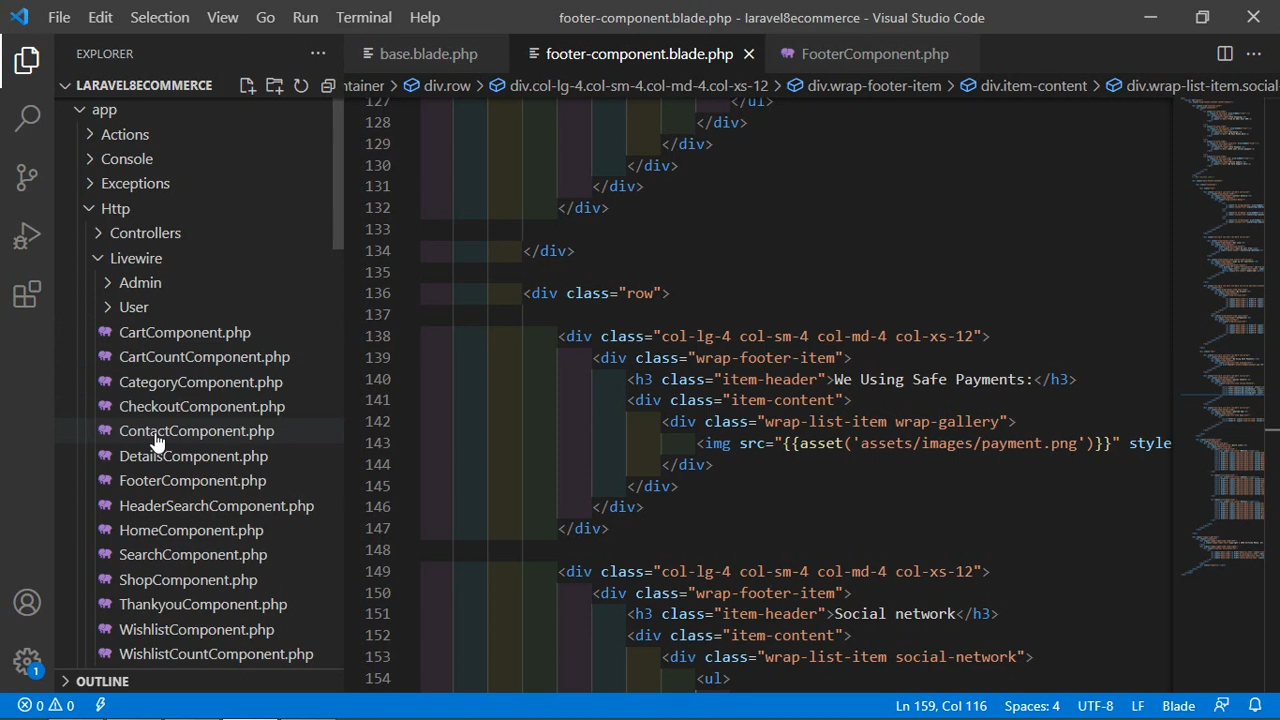 File Edit Selection View Go Run Terminal Help footer-component.blade.php - laravel8ecommerce - Visual Studio Code
EXPLORER
base.blade.php footer-component.blade.php FooterComponent.php
LARAVEL8ECOMMERCE
ntainer > div.row > div.col-lg-4.col-sm-4.col-md-4.col-xs-12 > div.wrap-footer-item > div.item-content > div.wrap-list-item.social-
app
Actions
Console
Exceptions
Http
Controllers
Livewire
Admin
User
CartComponent.php
CartCountComponent.php
CategoryComponent.php
CheckoutComponent.php
ContactComponent.php
DetailsComponent.php
FooterComponent.php
HeaderSearchComponent.php
HomeComponent.php
SearchComponent.php
ShopComponent.php
ThankyouComponent.php
WishlistComponent.php
WishlistCountComponent.php
OUTLINE
127 </ul>
128 </div>
129 </div>
130 </div>
131 </div>
132 </div>
133
134 </div>
135
136 <div class="row">
137
138 <div class="col-lg-4 col-sm-4 col-md-4 col-xs-12">
139 <div class="wrap-footer-item">
140 <h3 class="item-header">We Using Safe Payments:</h3>
141 <div class="item-content">
142 <div class="wrap-list-item wrap-gallery">
143 <img src="{{asset('assets/images/payment.png')}}" style
144 </div>
145 </div>
146 </div>
147 </div>
148
149 <div class="col-lg-4 col-sm-4 col-md-4 col-xs-12">
150 <div class="wrap-footer-item">
151 <h3 class="item-header">Social network</h3>
152 <div class="item-content">
153 <div class="wrap-list-item social-network">
154 <ul>
1
0 0 Ln 159, Col 116 Spaces: 4 UTF-8 LF Blade